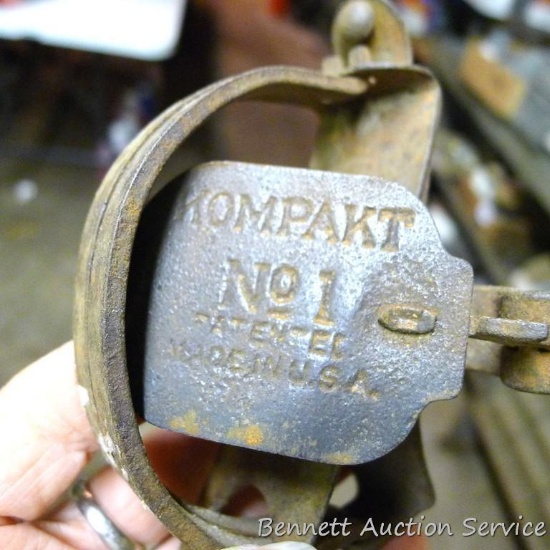 KOMPAKT
No 1
PATENTED
MADE IN U.S.A.
Bennett Auction Service